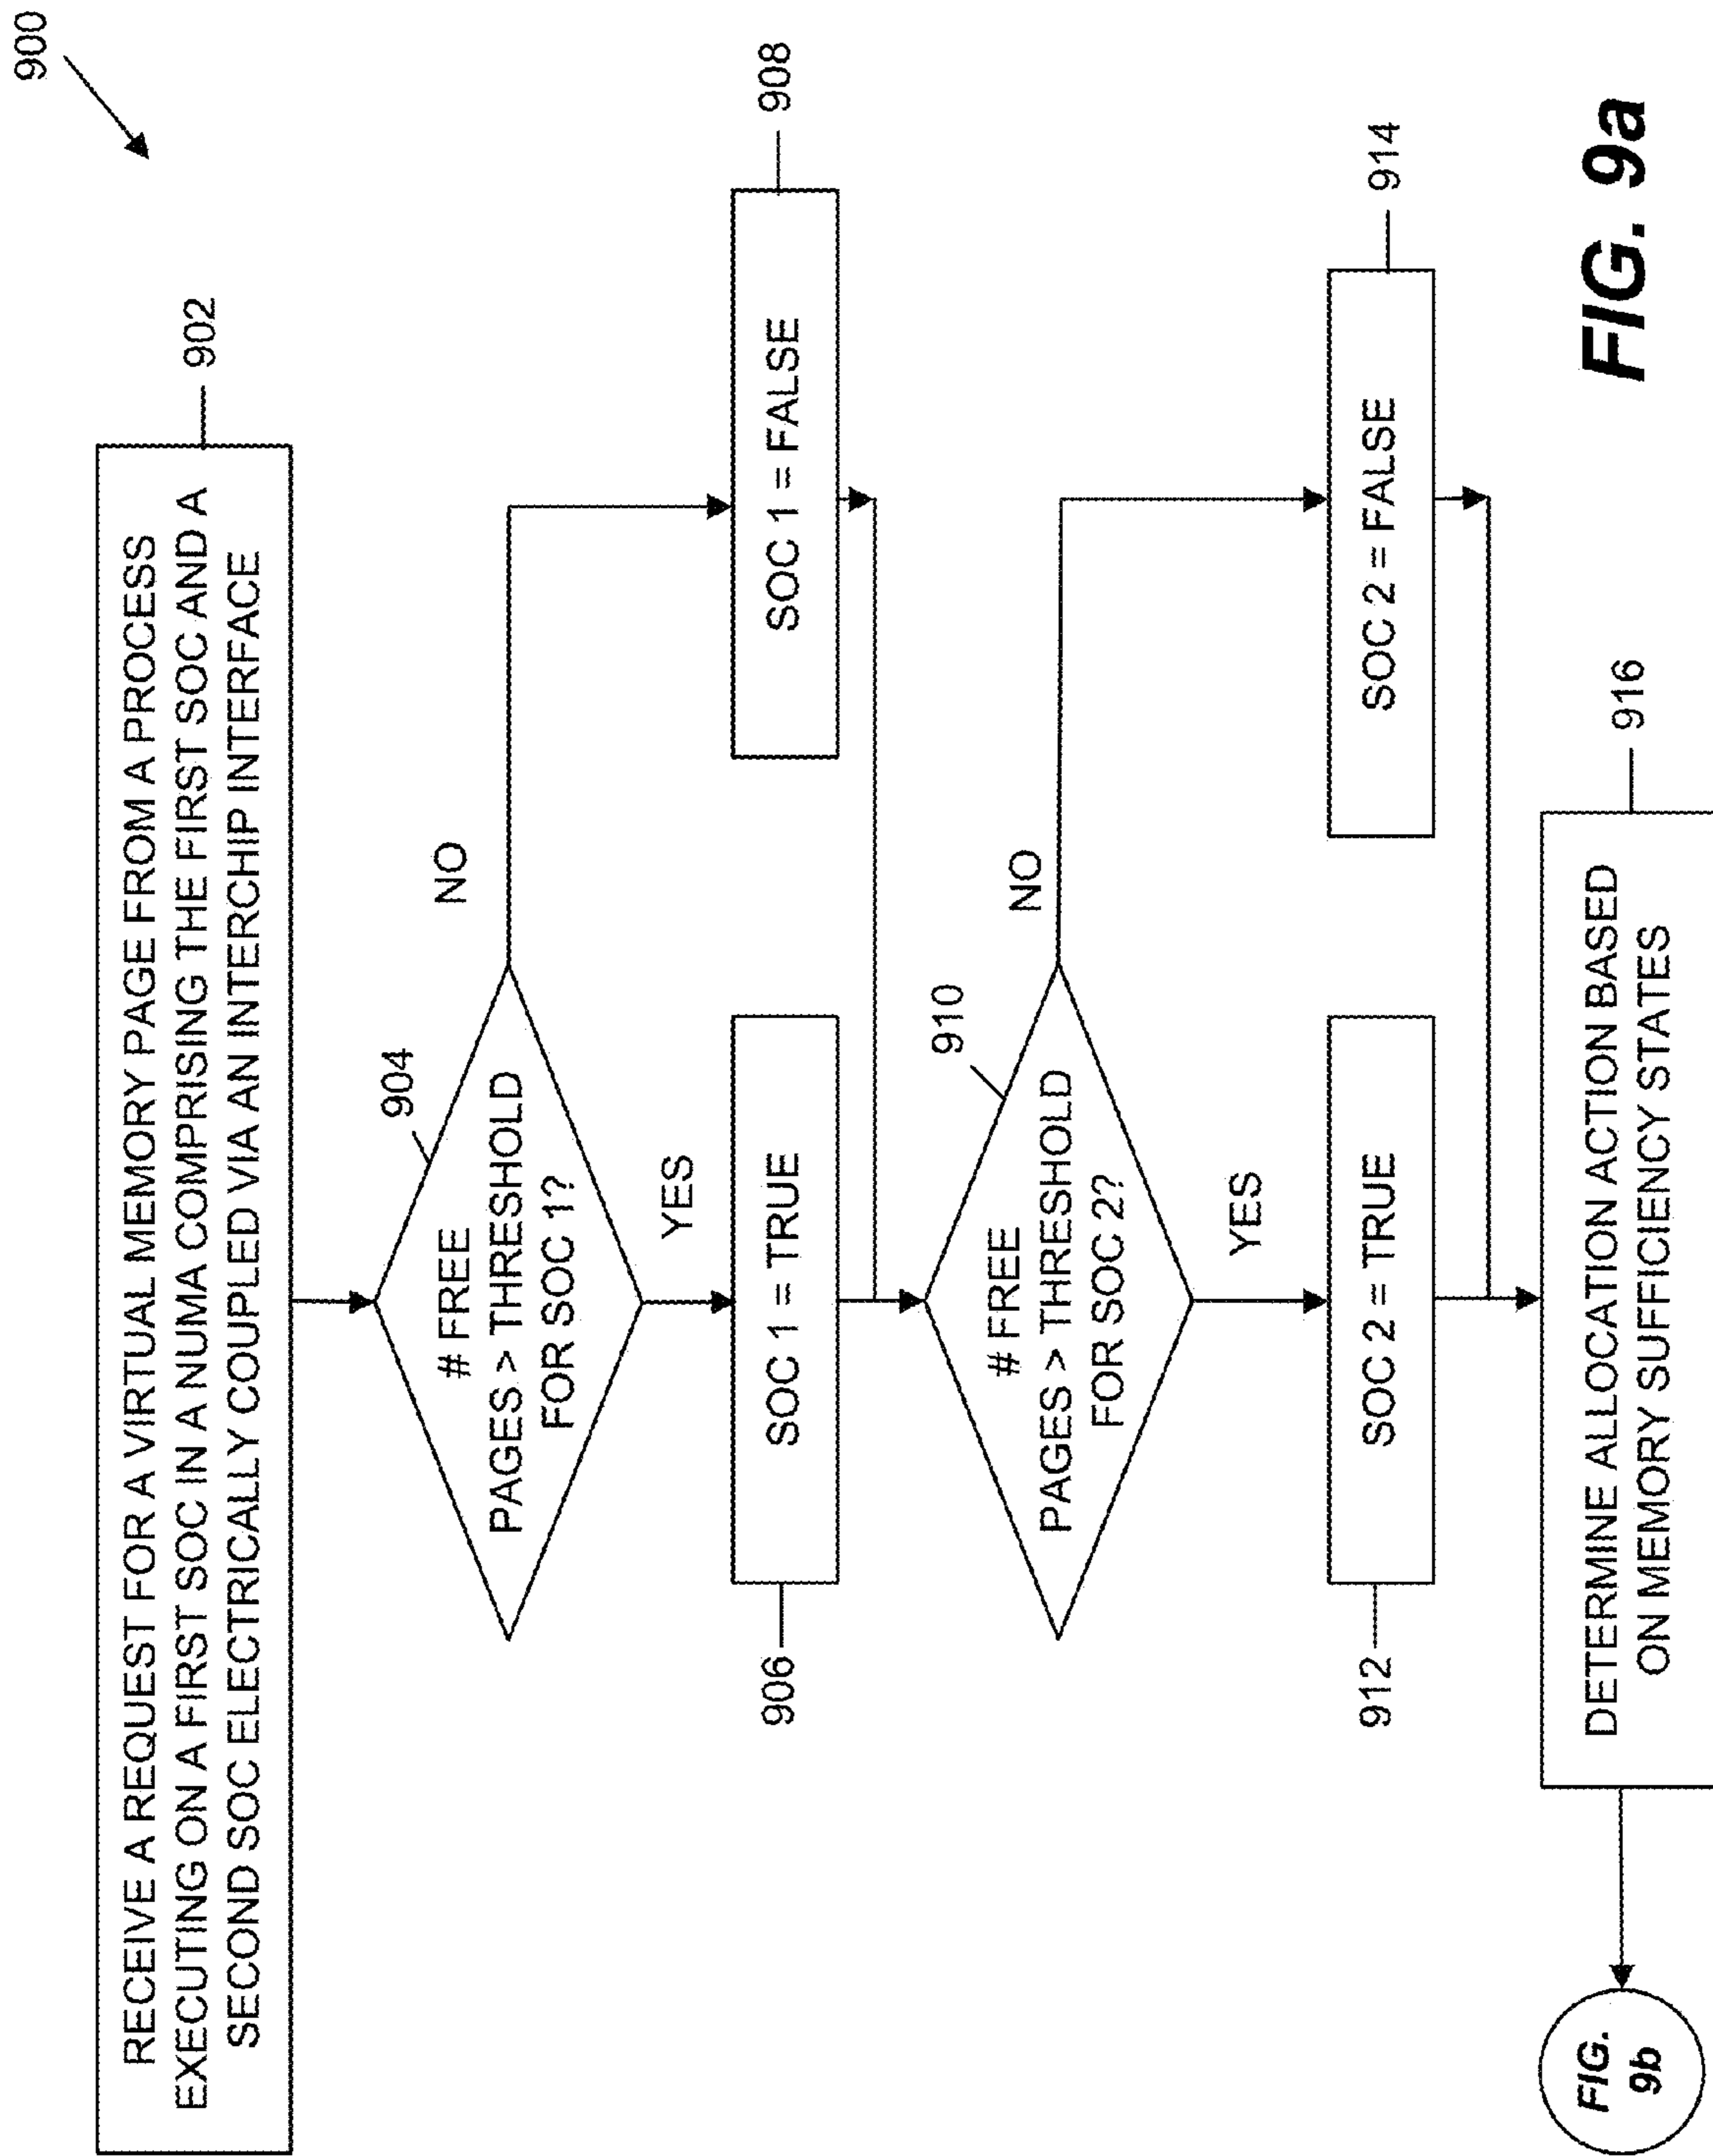 900
RECEIVE A REQUEST FOR A VIRTUAL MEMORY PAGE FROM A PROCESS
EXECUTING ON A FIRST SOC IN A NUMA COMPRISING THE FIRST SOC AND A
SECOND SOC ELECTRICALLY COUPLED VIA AN INTERCHIP INTERFACE
902
904
# FREE
PAGES > THRESHOLD
FOR SOC 1?
NO
YES
906
SOC 1 = TRUE
SOC 1 = FALSE
908
910
# FREE
PAGES > THRESHOLD
FOR SOC 2?
NO
YES
912
SOC 2 = TRUE
SOC 2 = FALSE
914
DETERMINE ALLOCATION ACTION BASED
ON MEMORY SUFFICIENCY STATES
916
FIG.
9b
FIG. 9a